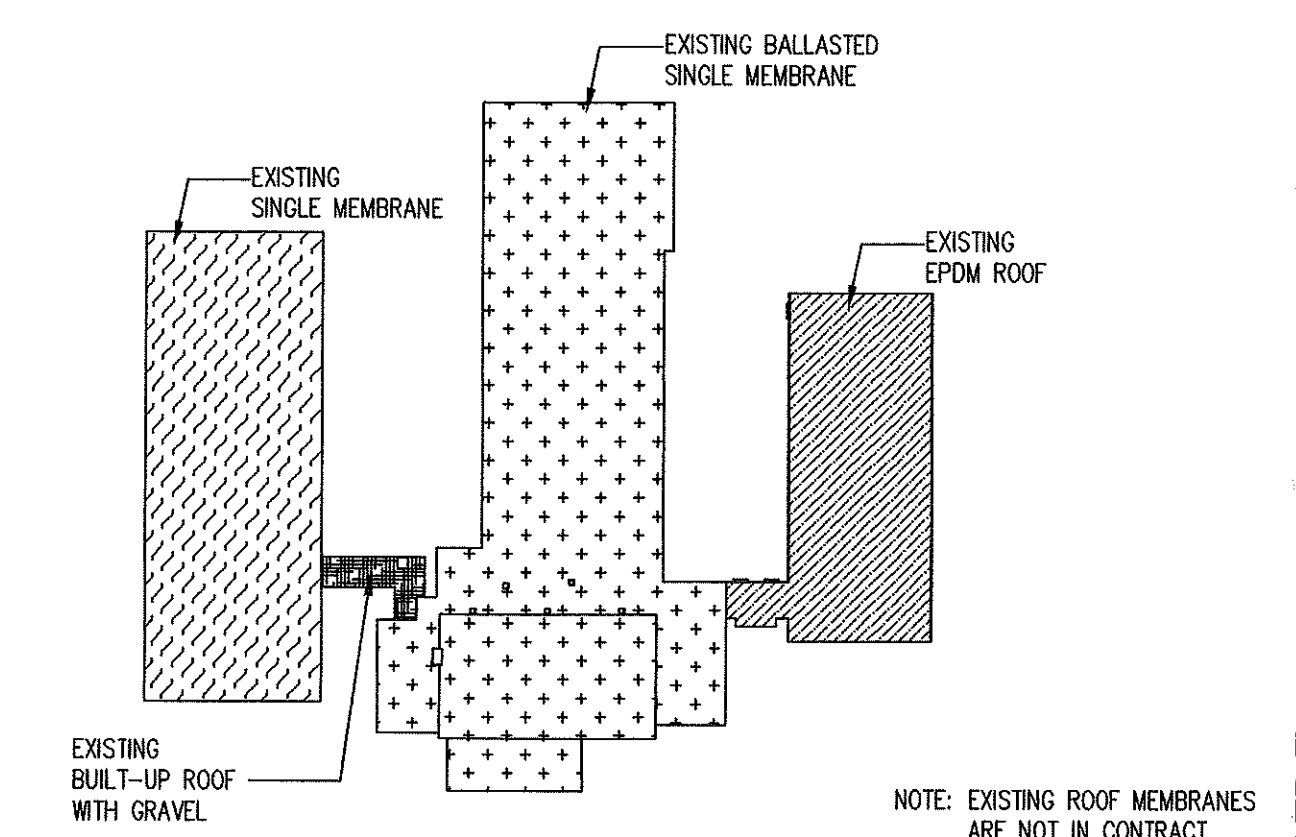 EXISTING BALLASTED
SINGLE MEMBRANE
EXISTING
SINGLE MEMBRANE
EXISTING
EPDM ROOF
EXISTING
BUILT-UP ROOF
WITH GRAVEL
NOTE: EXISTING ROOF MEMBRANES
ARE NOT IN CONTRACT